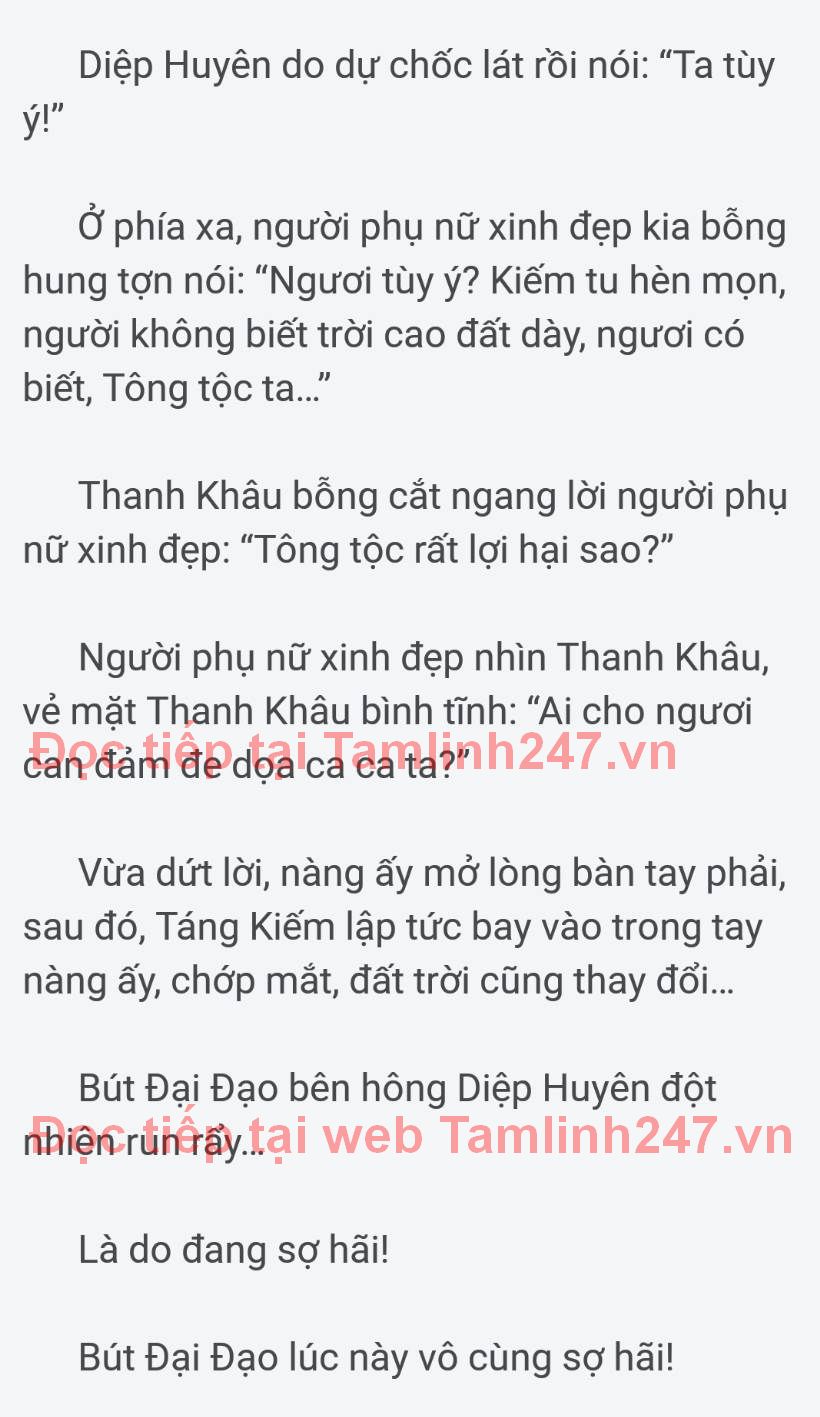 Diệp Huyên do dự chốc lát rồi nói: “Ta tùy
ý!”
Ở phía xa, người phụ nữ xinh đẹp kia bỗng
hung tợn nói: “Ngươi tùy ý? Kiếm tu hèn mọn,
người không biết trời cao đất dày, ngươi có
biết, Tông tộc ta...”
Thanh Khâu bỗng cắt ngang lời người phụ
nữ xinh đẹp: “Tông tộc rất lợi hại sao?”
Người phụ nữ xinh đẹp nhìn Thanh Khâu,
vẻ mặt Thanh Khâu bình tĩnh: “Ai cho ngươi
Đọc tiếp tại Tamlinh247.vn
can đảm đe dọa ca ca ta?”
Vừa dứt lời, nàng ấy mở lòng bàn tay phải,
sau đó, Táng Kiếm lập tức bay vào trong tay
nàng ấy, chớp mắt, đất trời cũng thay đổi...
Bút Đại Đạo bên hông Diệp Huyên đột
Đọc tiếp tại web Tamlinh247.vn
nhiên run rẩy...
Là do đang sợ hãi!
Bút Đại Đạo lúc này vô cùng sợ hãi!